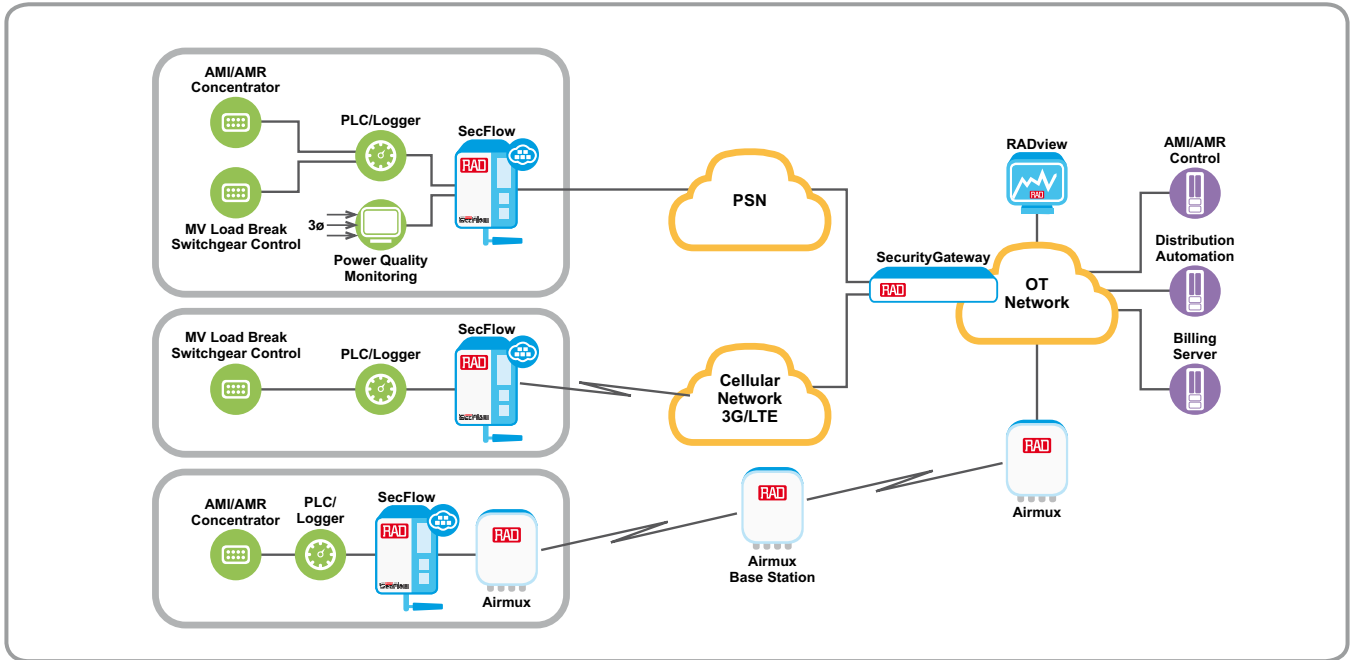 AMI/AMR
Concentrator
PLC/Logger
SecFlow
RAD
MV Load Break
Switchgear Control
3ø
Power Quality
Monitoring
SecFlow
PSN
RADview
RAD
AMI/AMR
Control
Distribution
Automation
SecurityGateway
RAD
OT
Network
Billing
Server
MV Load Break
Switchgear Control
PLC/Logger
SecFlow
RAD
SecFlow
Cellular
Network
3G/LTE
AMI/AMR
Concentrator
PLC/
Logger
SecFlow
RAD
SecFlow
RAD
Airmux
RAD
Airmux
Base Station
RAD
Airmux